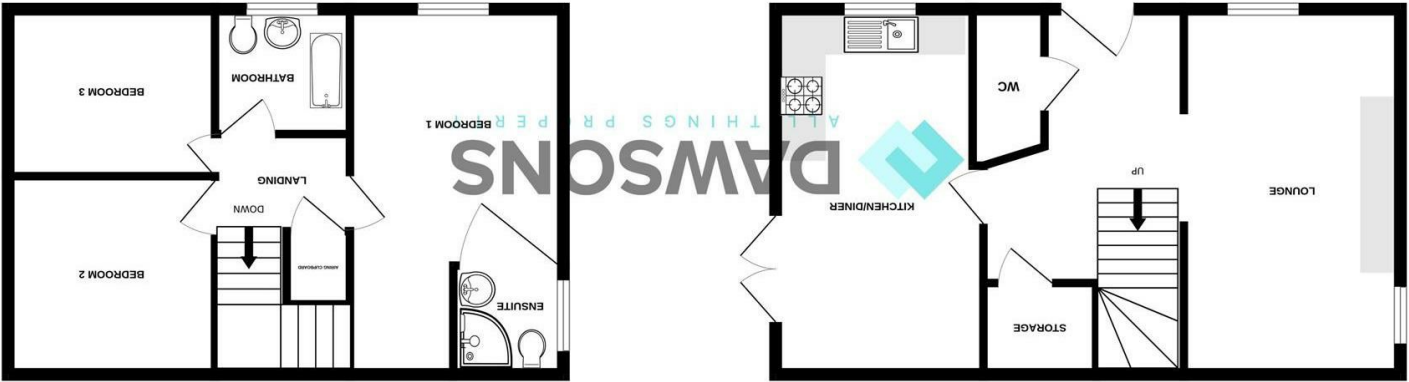 LOUNGE
UP
STORAGE
WC
KITCHEN/DINER
DAWSONS
ALL THINGS PROPERTY
ENSUITE
BEDROOM 1
AIRING CUPBOARD
DOWN
LANDING
BEDROOM 2
BATHROOM
BEDROOM 3